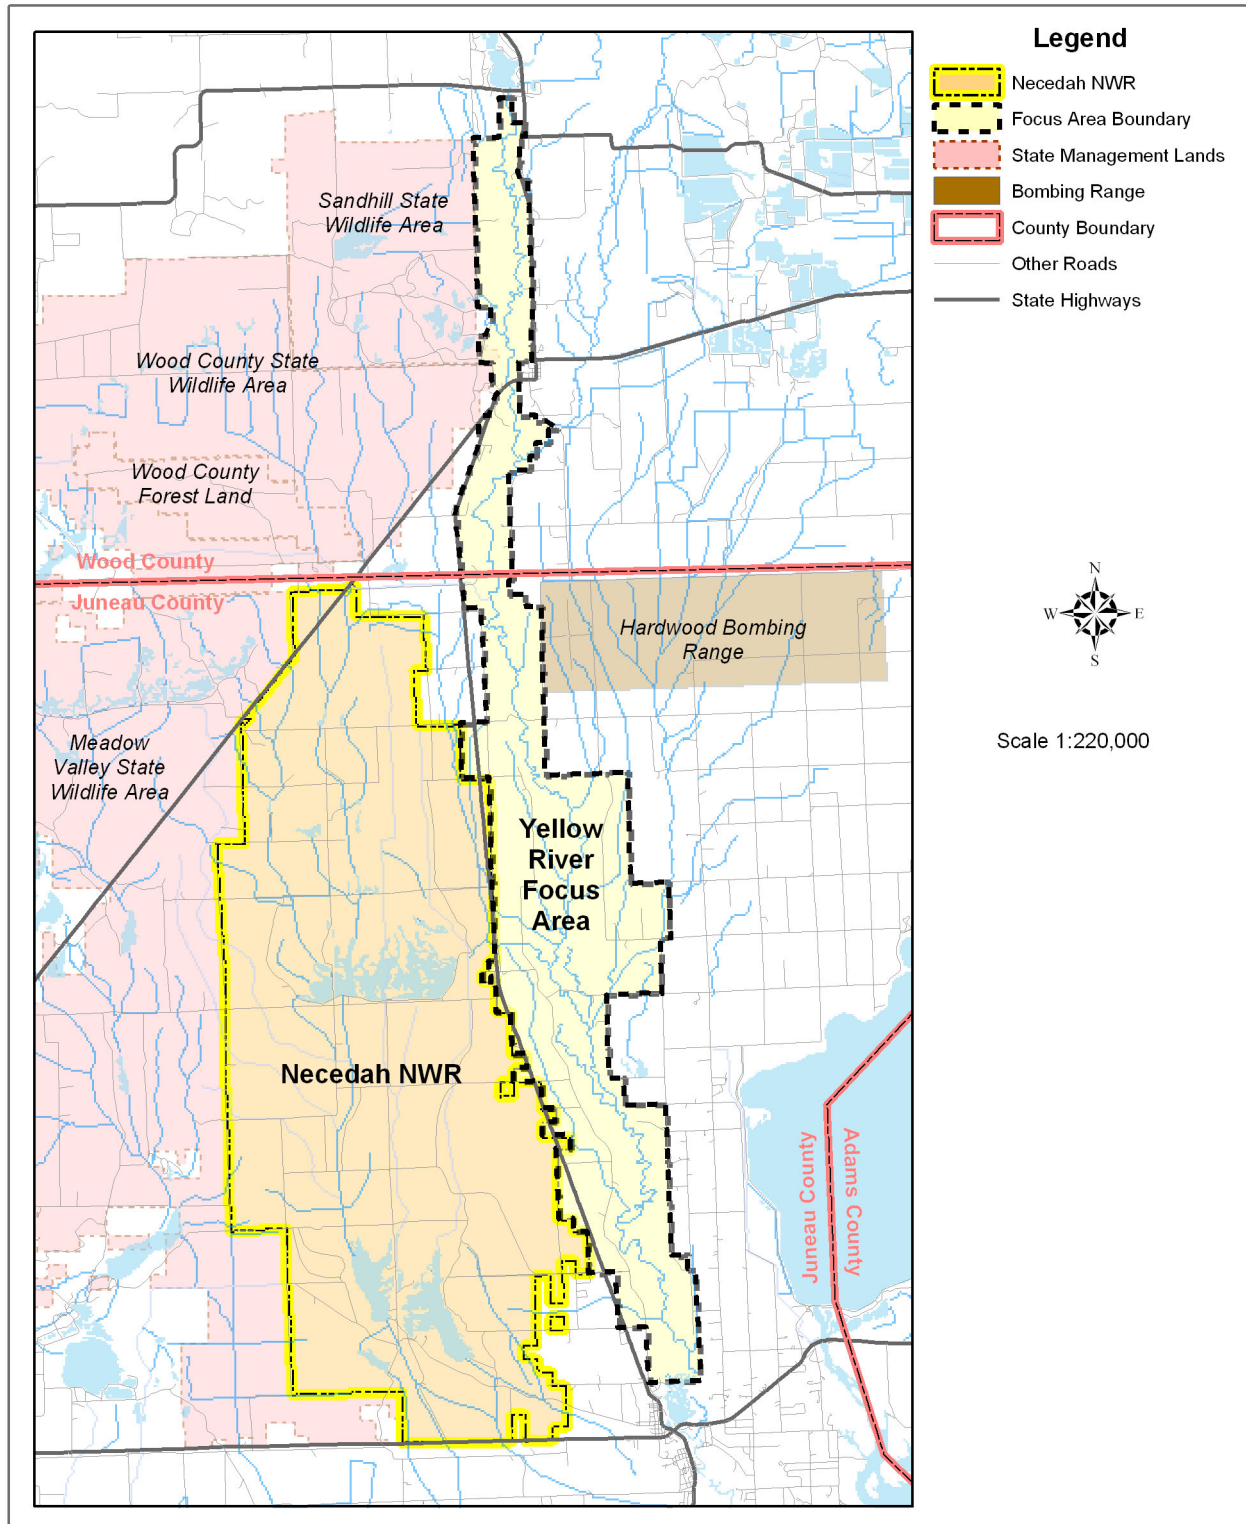 Legend
Necedah NWR
Focus Area Boundary
State Management Lands
Bombing Range
County Boundary
Other Roads
State Highways
Sandhill State
Wildlife Area
Wood County State
Wildlife Area
Wood County
Forest Land
Wood County
Juneau County
Hardwood Bombing
Range
N
W
E
S
Scale 1:220,000
Meadow
Valley State
Wildlife Area
Yellow
River
Focus
Area
Necedah NWR
Juneau County
Adams County